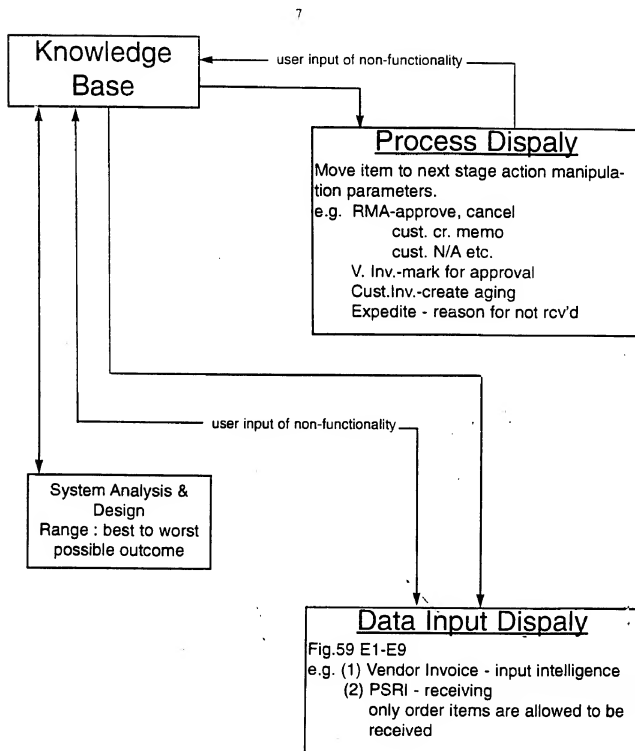 7
Knowledge
Base
user input of non-functionality
Process Dispaly
Move item to next stage action manipula-
tion parameters.
e.g. RMA-approve, cancel
cust. cr. memo
cust. N/A etc.
V. Inv.-mark for approval
Cust.Inv.-create aging
Expedite - reason for not rcv'd
user input of non-functionality
System Analysis &
Design
Range : best to worst
possible outcome
Data Input Dispaly
Fig.59 E1-E9
e.g. (1) Vendor Invoice - input intelligence
(2) PSRI - receiving
only order items are allowed to be
received